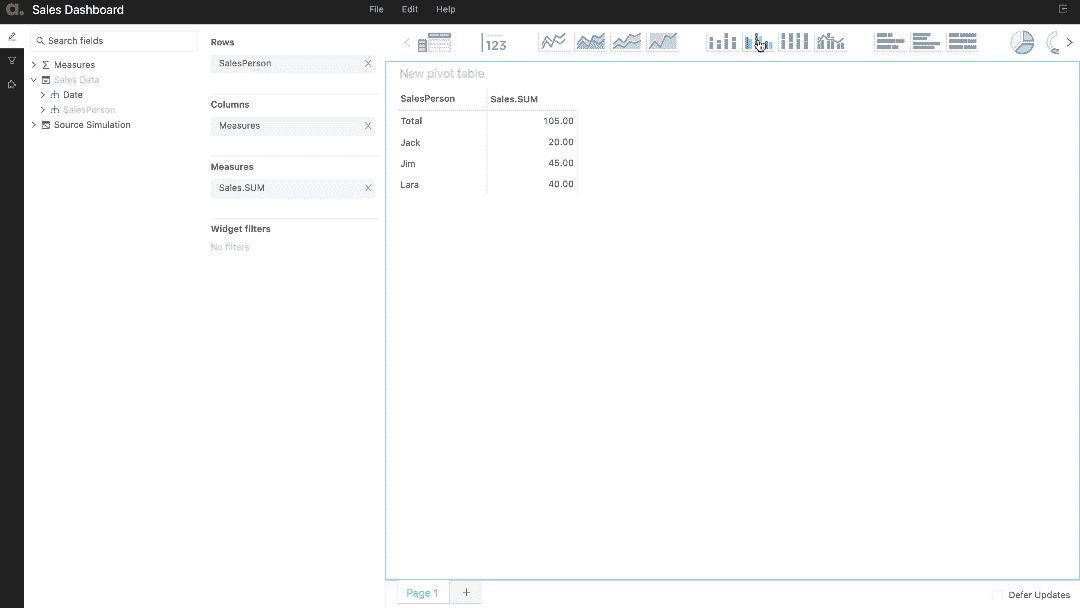 a. Sales Dashboard File Edit Help
Search fields
Measures
Sales Data
Date
SalesPerson
Source Simulation
Rows
SalesPerson X
Columns
Measures X
Measures
Sales.SUM X
Widget filters
No filters
123
New pivot table
SalesPerson Sales.SUM
Total 105.00
Jack 20.00
Jim 45.00
Lara 40.00
Page 1 +
Defer Updates